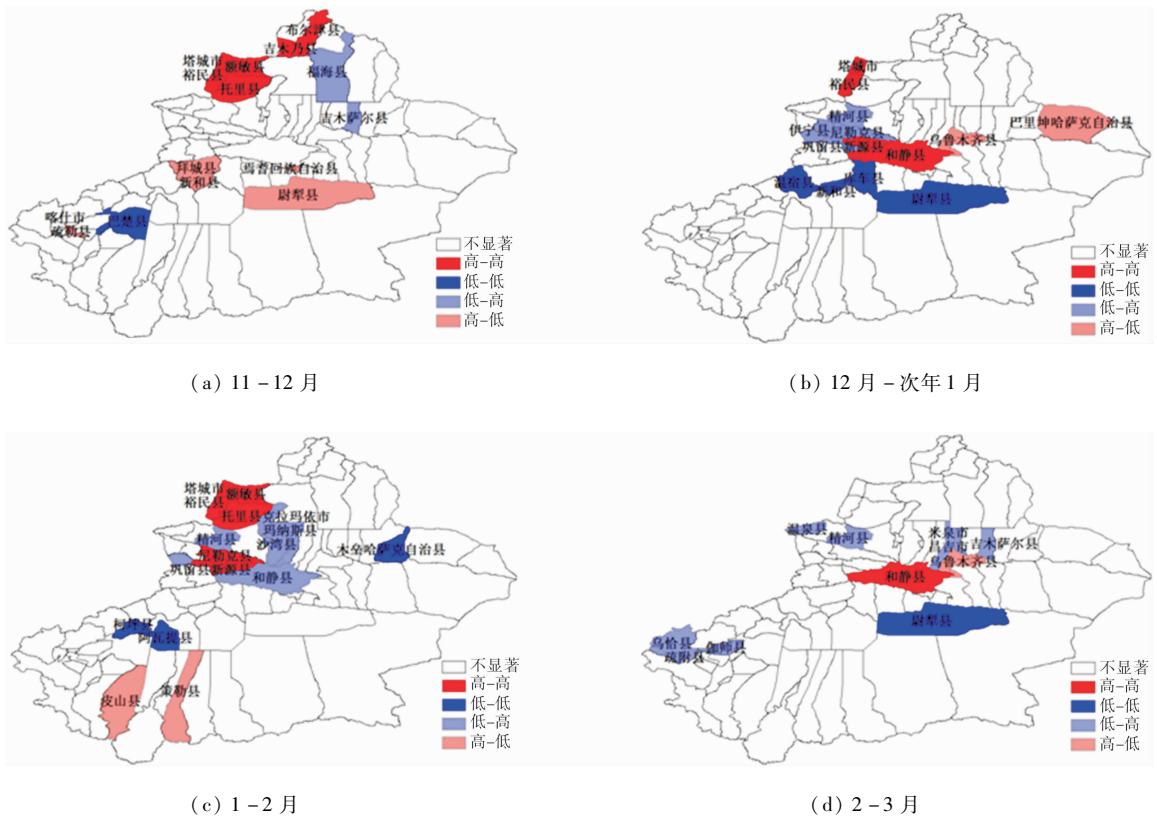 布尔津县
吉木乃县
塔城市 额敏县
裕民县
托里县
福海县
吉木萨尔县
拜城县
新和县
焉耆回族自治县
尉犁县
喀什市
疏勒县
巴楚县
不显著
高-高
低-低
低-高
高-低
(a) 11-12月
塔城市
裕民县
精河县
伊宁县 尼勒克县
巩留县 新源县
和静县
乌鲁木齐县
巴里坤哈萨克自治县
温宿县
库车县
新和县
尉犁县
不显著
高-高
低-低
低-高
高-低
(b) 12月-次年1月
塔城市 额敏县
裕民县
托里县 克拉玛依市
玛纳斯县
精河县 沙湾县
尼勒克县
巩留县 新源县
和静县
木垒哈萨克自治县
柯坪县
阿瓦提县
皮山县
策勒县
不显著
高-高
低-低
低-高
高-低
(c) 1-2月
温泉县
精河县
米泉市
昌吉市 吉木萨尔县
乌鲁木齐县
和静县
尉犁县
乌恰县
疏附县
伽师县
不显著
高-高
低-低
低-高
高-低
(d) 2-3月